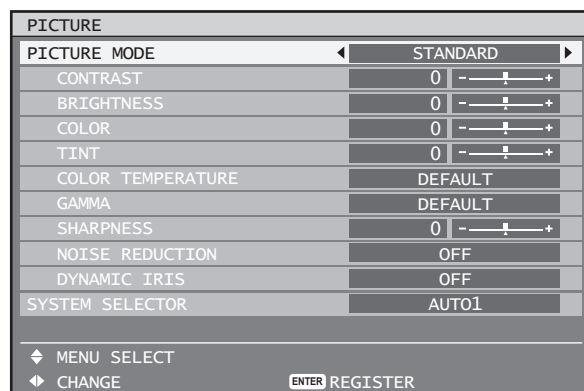 PICTURE
PICTURE MODE STANDARD
CONTRAST 0 - +
BRIGHTNESS 0 - +
COLOR 0 - +
TINT 0 - +
COLOR TEMPERATURE DEFAULT
GAMMA DEFAULT
SHARPNESS 0 - +
NOISE REDUCTION OFF
DYNAMIC IRIS OFF
SYSTEM SELECTOR AUTO1
MENU SELECT
CHANGE ENTER REGISTER